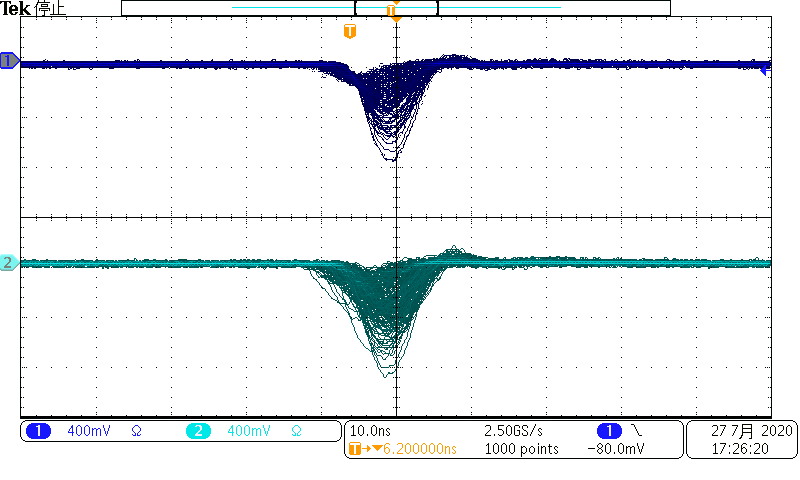 Tek 停止
T
T
1
2
1 400mV Ω 2 400mV Ω 10.0ns 2.50GS/s 1 27 7月 2020
T→▼6.200000ns 1000 points -80.0mV 17:26:20